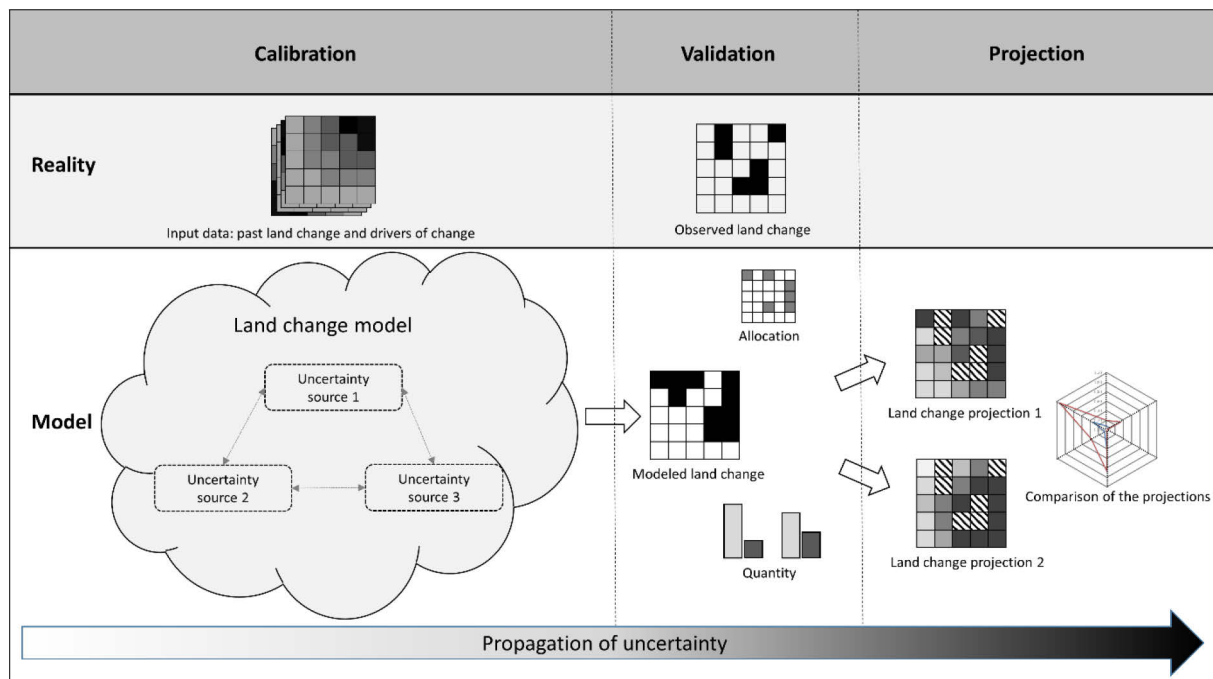 Calibration
Validation
Projection
Reality
Input data: past land change and drivers of change
Observed land change
Model
Land change model
Uncertainty
source 1
Uncertainty
source 2
Uncertainty
source 3
Allocation
Modeled land change
Quantity
Land change projection 1
Land change projection 2
Comparison of the projections
Propagation of uncertainty